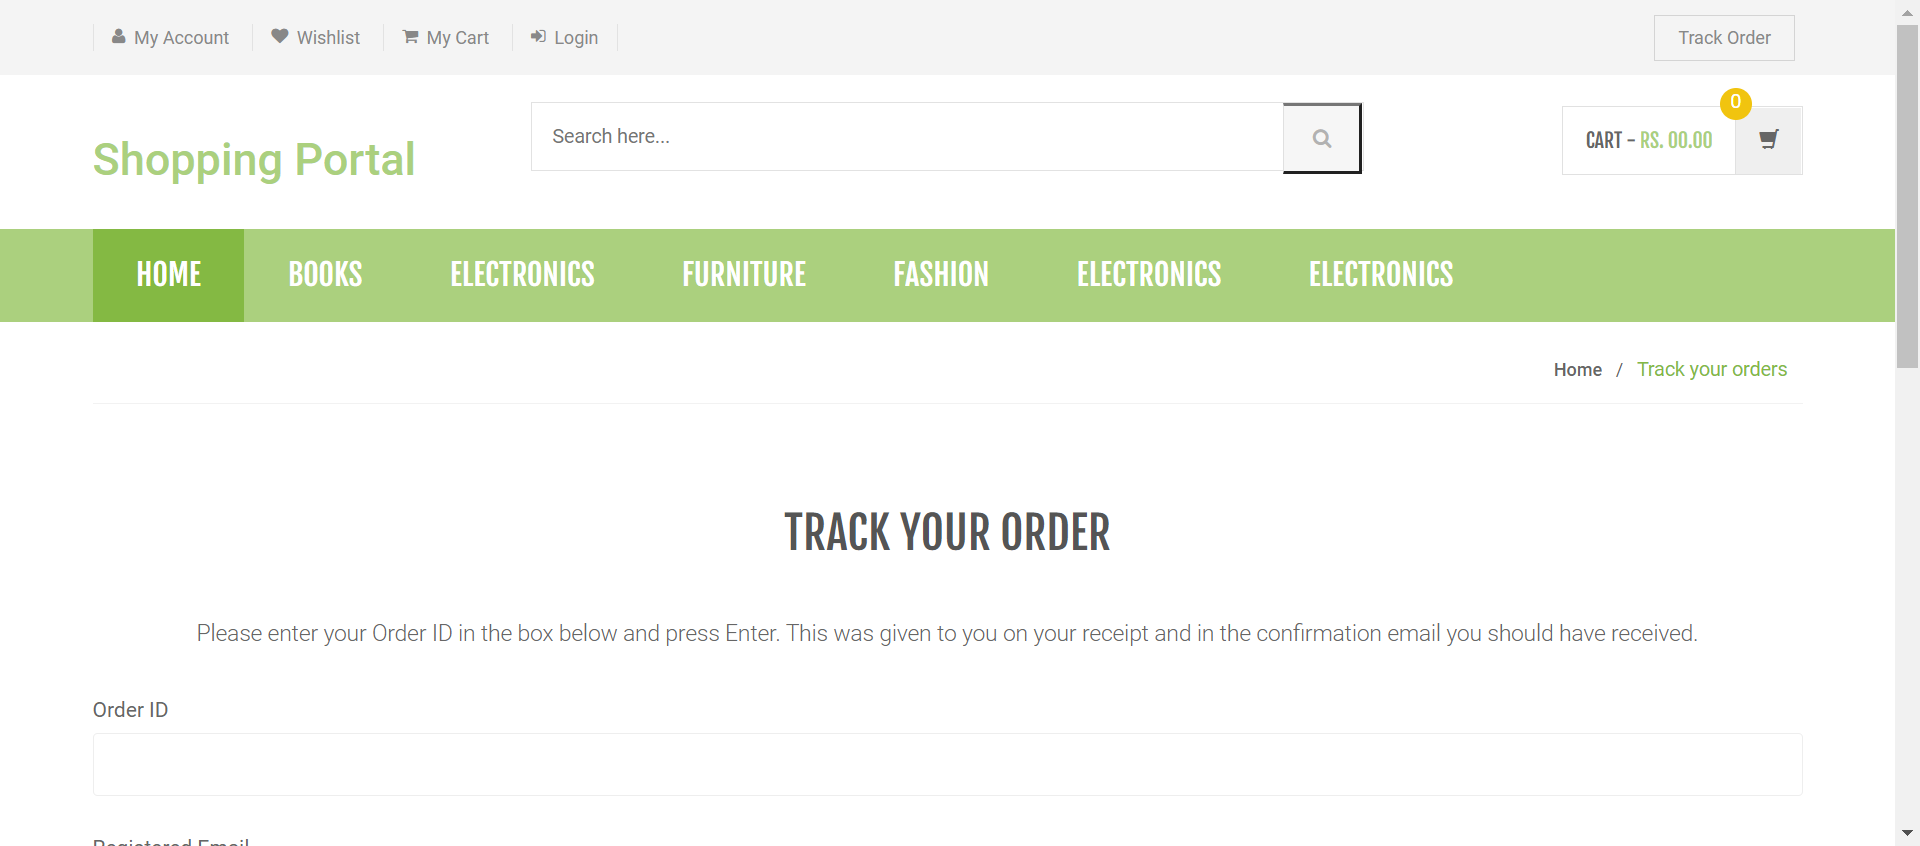 My Account
Wishlist
My Cart
Login
Track Order
Shopping Portal
Search here...
CART - RS. 00.00
0
HOME
BOOKS
ELECTRONICS
FURNITURE
FASHION
ELECTRONICS
ELECTRONICS
Home / Track your orders
TRACK YOUR ORDER
Please enter your Order ID in the box below and press Enter. This was given to you on your receipt and in the confirmation email you should have received.
Order ID
Registered Email